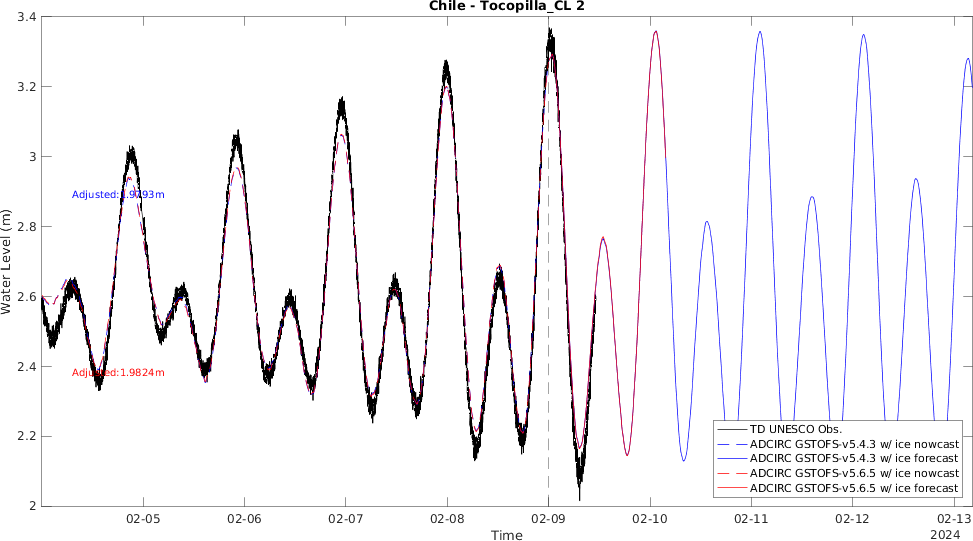 Chile - Tocopilla_CL 2
3.4
3.2
3
2.8
2.6
2.4
2.2
2
Water Level (m)
Adjusted:1.9793m
Adjusted:1.9824m
TD UNESCO Obs.
ADCIRC GSTOFS-v5.4.3 w/ ice nowcast
ADCIRC GSTOFS-v5.4.3 w/ ice forecast
ADCIRC GSTOFS-v5.6.5 w/ ice nowcast
ADCIRC GSTOFS-v5.6.5 w/ ice forecast
02-05 02-06 02-07 02-08 02-09 02-10 02-11 02-12 02-13
Time
2024